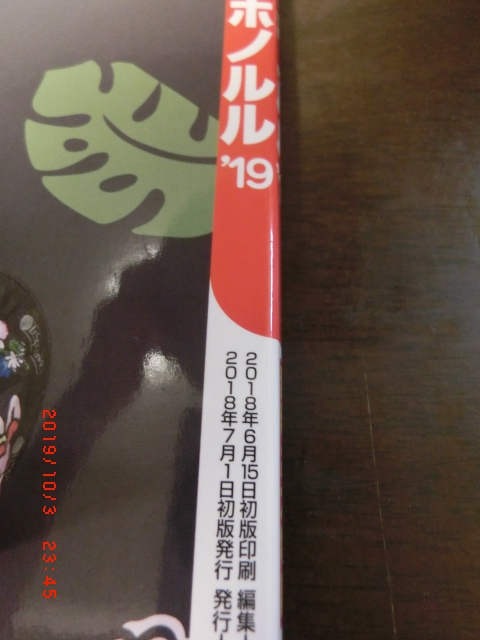 ホノルル
'19
2018年6月15日初版印刷 編集
2018年7月1日初版発行 発行
2019/10/3 23:45